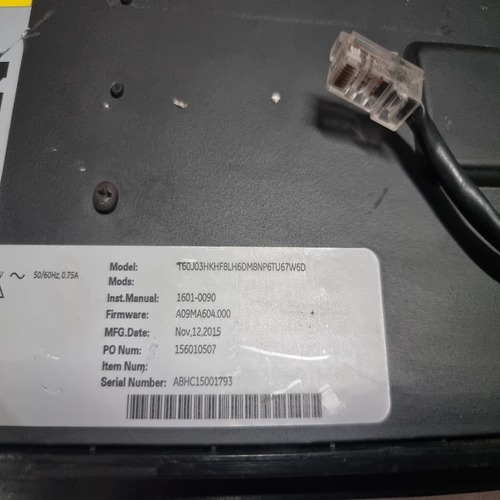 50/60Hz, 0.75A
Model: T60J03HKHF8LH6DM8NP6TU67W6D
Mods:
Inst.Manual: 1601-0090
Firmware: A09MA604.000
MFG.Date: Nov,12,2015
PO Num: 156010507
Item Num:
Serial Number: ABHC15001793